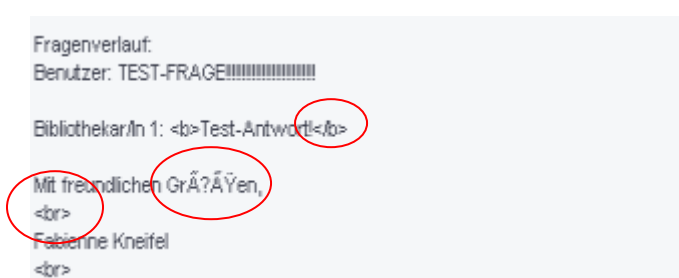 Fragenverlauf:
Benutzer: TEST-FRAGE!!!!!!!!!!!!!!!!!!!!
Bibliothekar/in 1: <b>Test-Antwort!</b>
Mit freundlichen GrÃ?ÃŸen,
<br>
Fabienne Kneifel
<br>